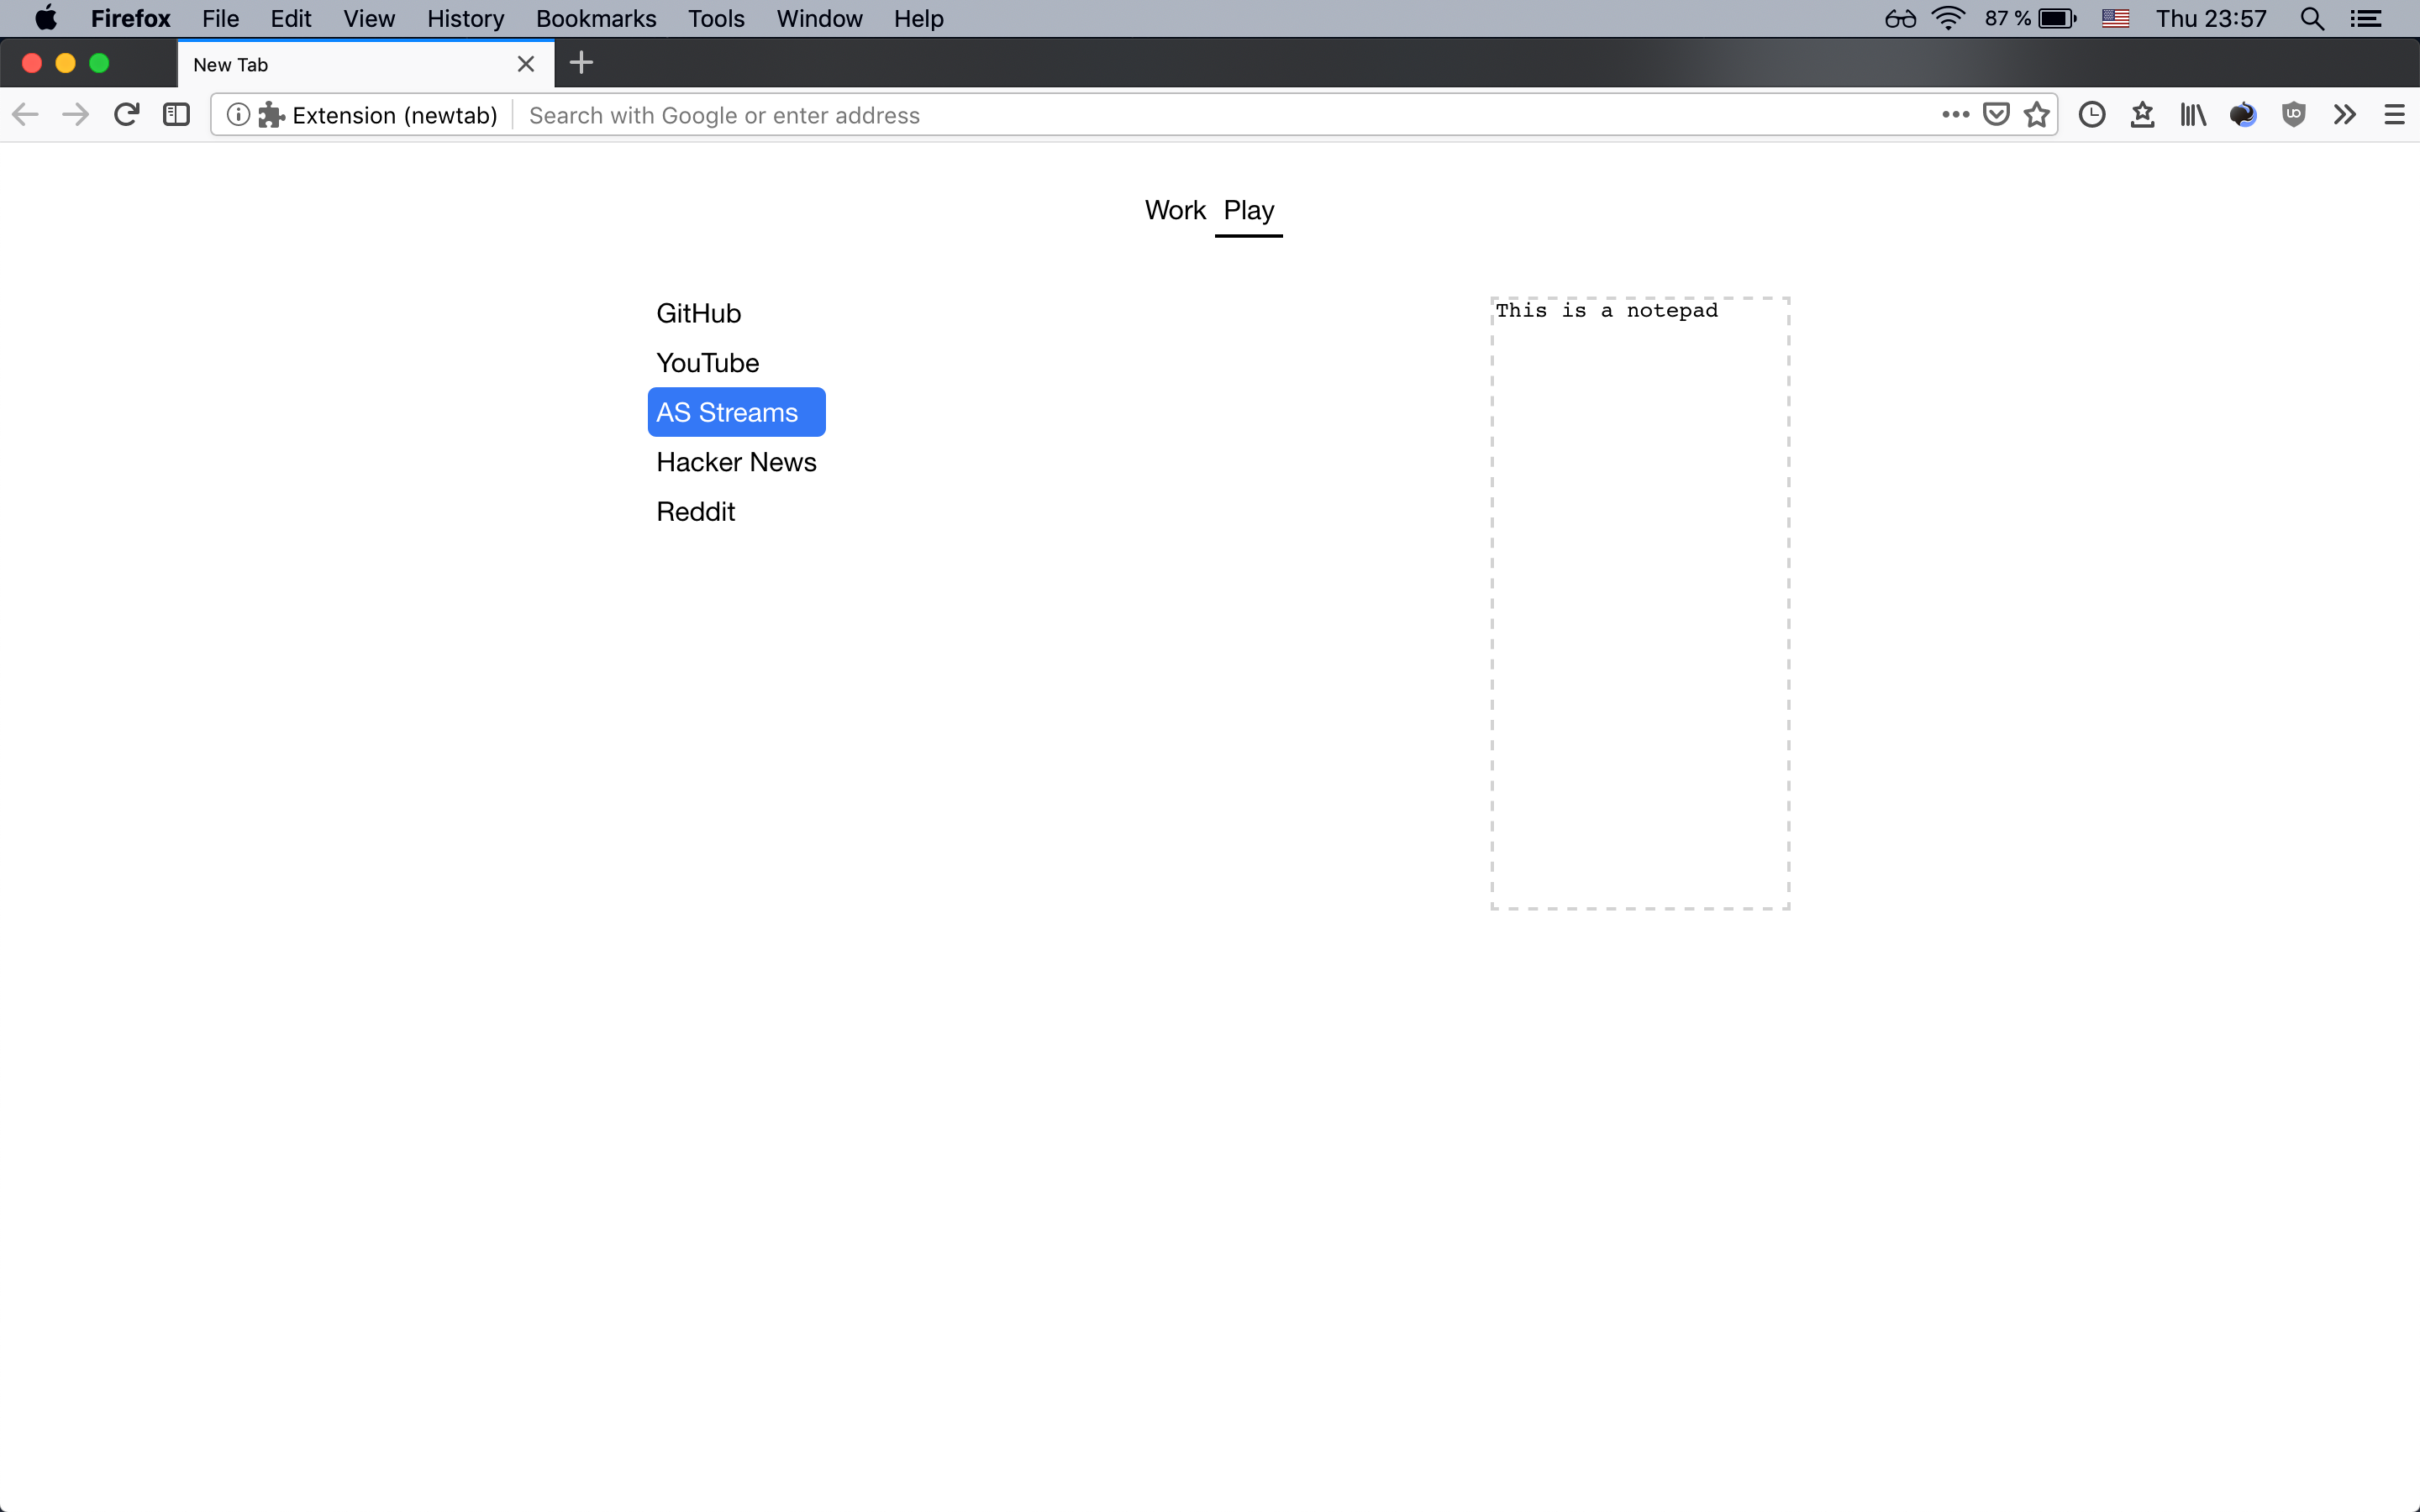 Firefox File Edit View History Bookmarks Tools Window Help 87 % Thu 23:57
New Tab
Extension (newtab) Search with Google or enter address
Work Play
GitHub
YouTube
AS Streams
Hacker News
Reddit
This is a notepad